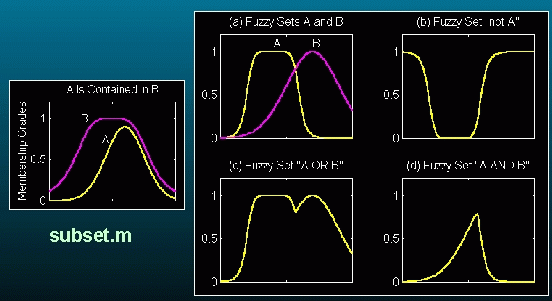 A Is Contained in B
Membership Grades
1
0.5
0
B
A
subset.m
(a) Fuzzy Sets A and B
A
B
1
0.5
0
(b) Fuzzy Set "not A"
1
0.5
0
(c) Fuzzy Set "A OR B"
1
0.5
0
(d) Fuzzy Set "A AND B"
1
0.5
0